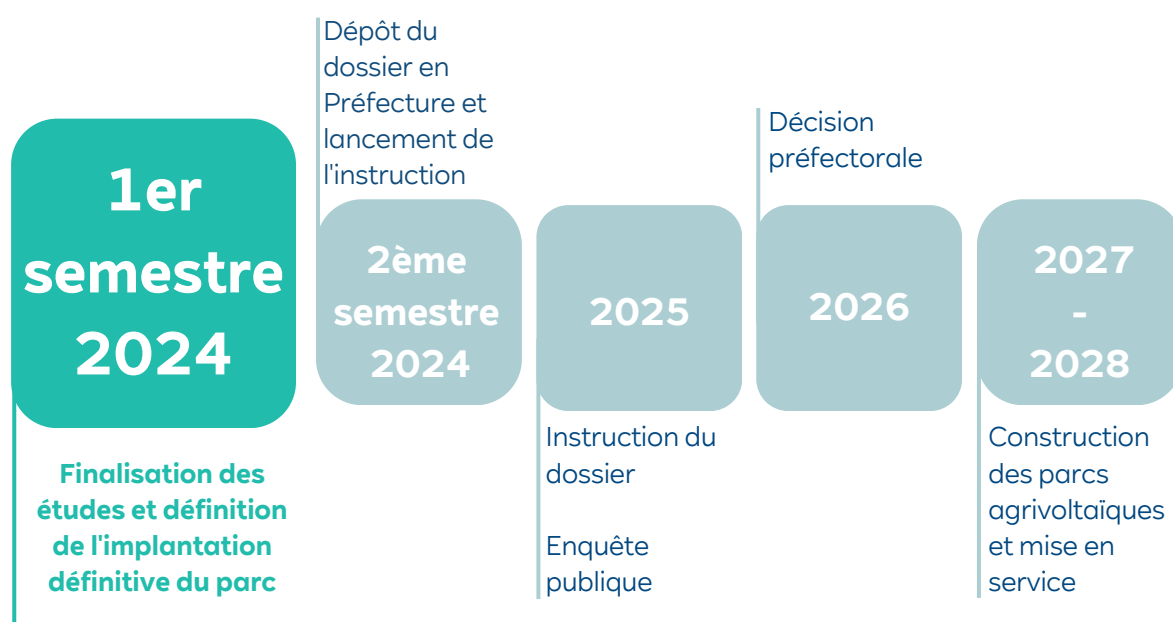 1er
semestre
2024
Finalisation des
études et définition
de l'implantation
définitive du parc
Dépôt du
dossier en
Préfecture et
lancement de
l'instruction
2ème
semestre
2024
2025
Instruction du
dossier
Enquête
publique
Décision
préfectorale
2026
2027
-
2028
Construction
des parcs
agrivoltaïques
et mise en
service